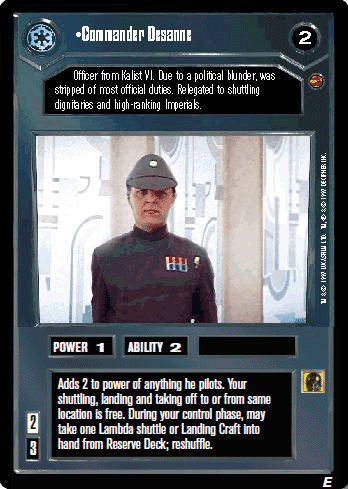 •Commander Desanne
2
Officer from Kalist VI. Due to a political blunder, was
stripped of most official duties. Relegated to shuttling
dignitaries and high-ranking Imperials.
POWER 1
ABILITY 2
Adds 2 to power of anything he pilots. Your
shuttling, landing and taking off to or from same
location is free. During your control phase, may
take one Lambda shuttle or Landing Craft into
hand from Reserve Deck; reshuffle.
2
3
E